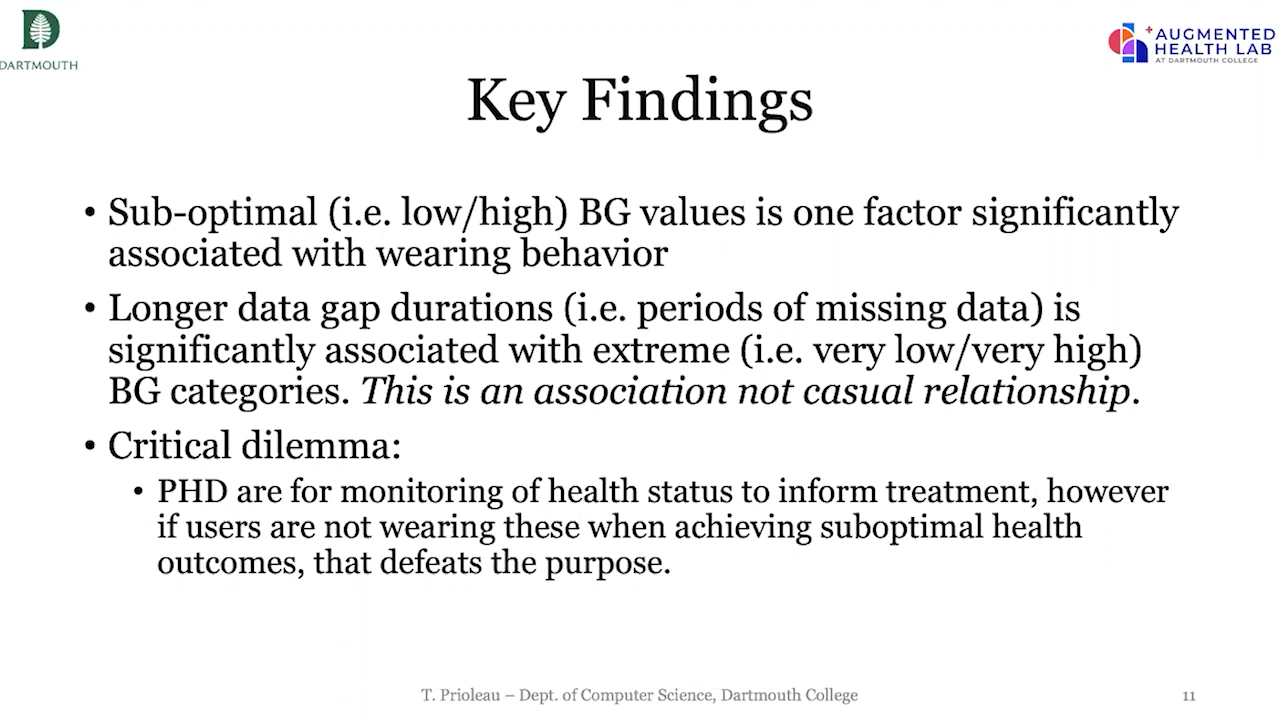 DARTMOUTH
AUGMENTED
HEALTH LAB
AT DARTMOUTH COLLEGE
Key Findings
• Sub-optimal (i.e. low/high) BG values is one factor significantly
associated with wearing behavior
• Longer data gap durations (i.e. periods of missing data) is
significantly associated with extreme (i.e. very low/very high)
BG categories. This is an association not casual relationship.
• Critical dilemma:
• PHD are for monitoring of health status to inform treatment, however
if users are not wearing these when achieving suboptimal health
outcomes, that defeats the purpose.
T. Prioleau – Dept. of Computer Science, Dartmouth College
11